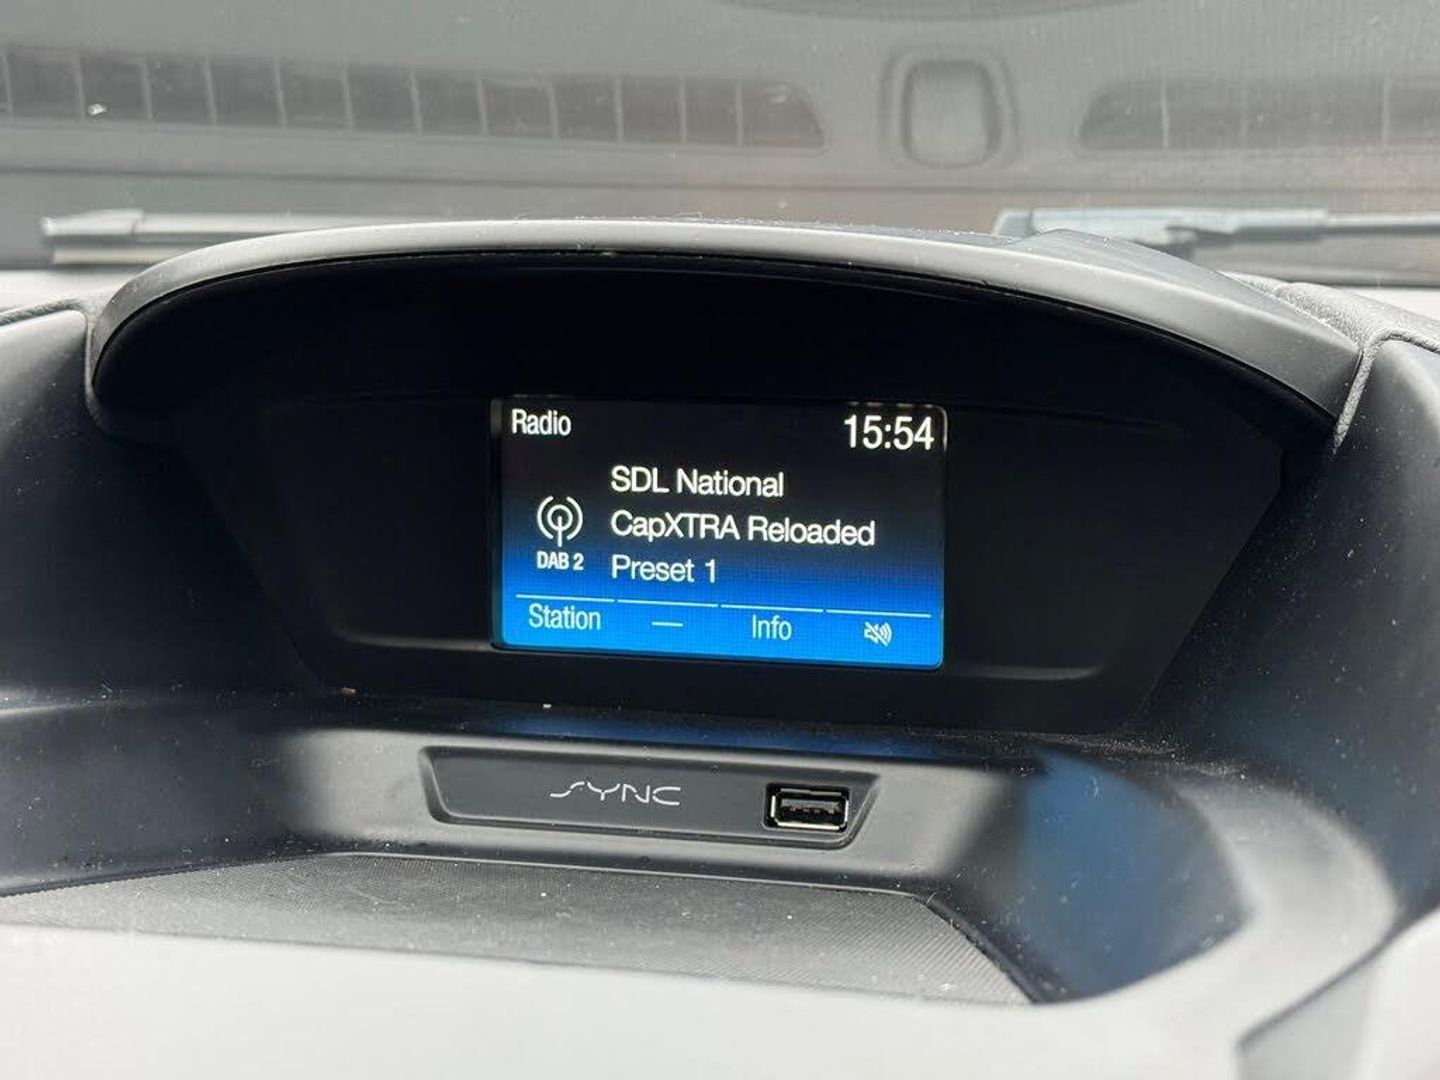 Radio 15:54
SDL National
CapXTRA Reloaded
DAB 2 Preset 1
Station — Info
SYNC